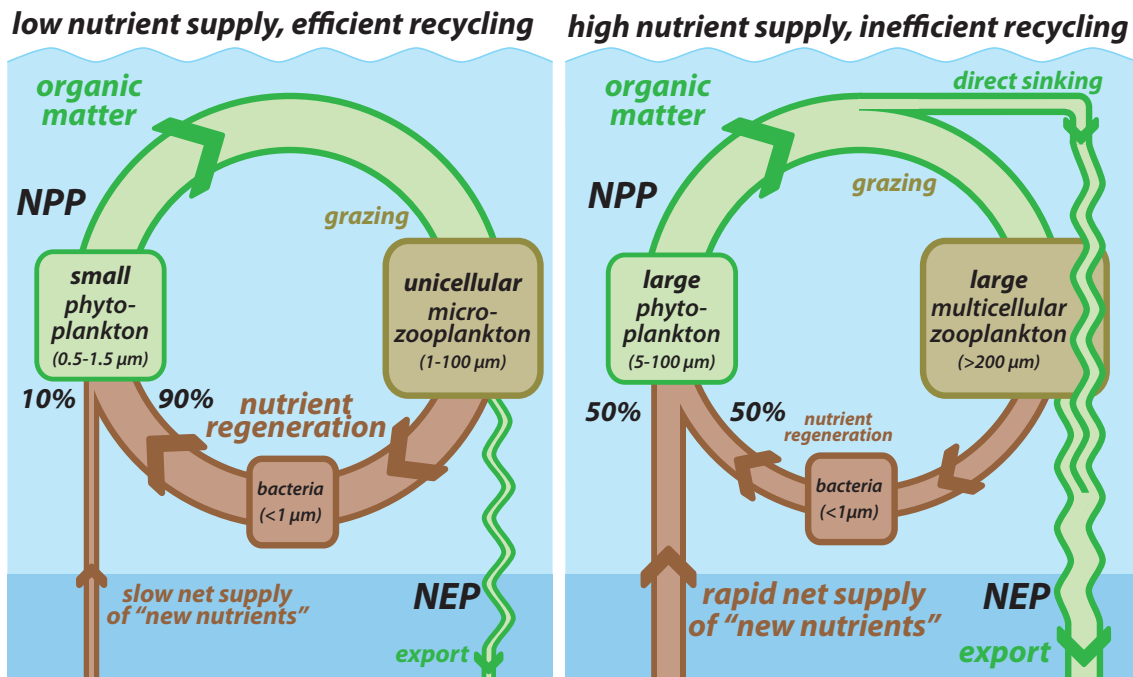 low nutrient supply, efficient recycling
organic
matter
NPP
grazing
small
phyto-
plankton
(0.5-1.5 µm)
unicellular
micro-
zooplankton
(1-100 µm)
10%
90%
nutrient
regeneration
bacteria
(<1 µm)
slow net supply
of “new nutrients”
NEP
export
high nutrient supply, inefficient recycling
direct sinking
organic
matter
NPP
grazing
large
phyto-
plankton
(5-100 µm)
large
multicellular
zooplankton
(>200 µm)
50%
50%
nutrient
regeneration
bacteria
(<1µm)
rapid net supply
of “new nutrients”
NEP
export